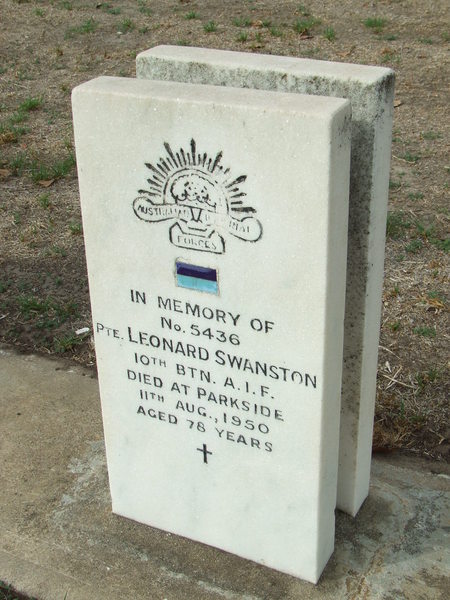 AUSTRALIAN
FORCES
IN MEMORY OF
No. 5436
PTE. LEONARD SWANSTON
10TH BTN. A.I.F.
DIED AT PARKSIDE
11TH AUG., 1950
AGED 78 YEARS